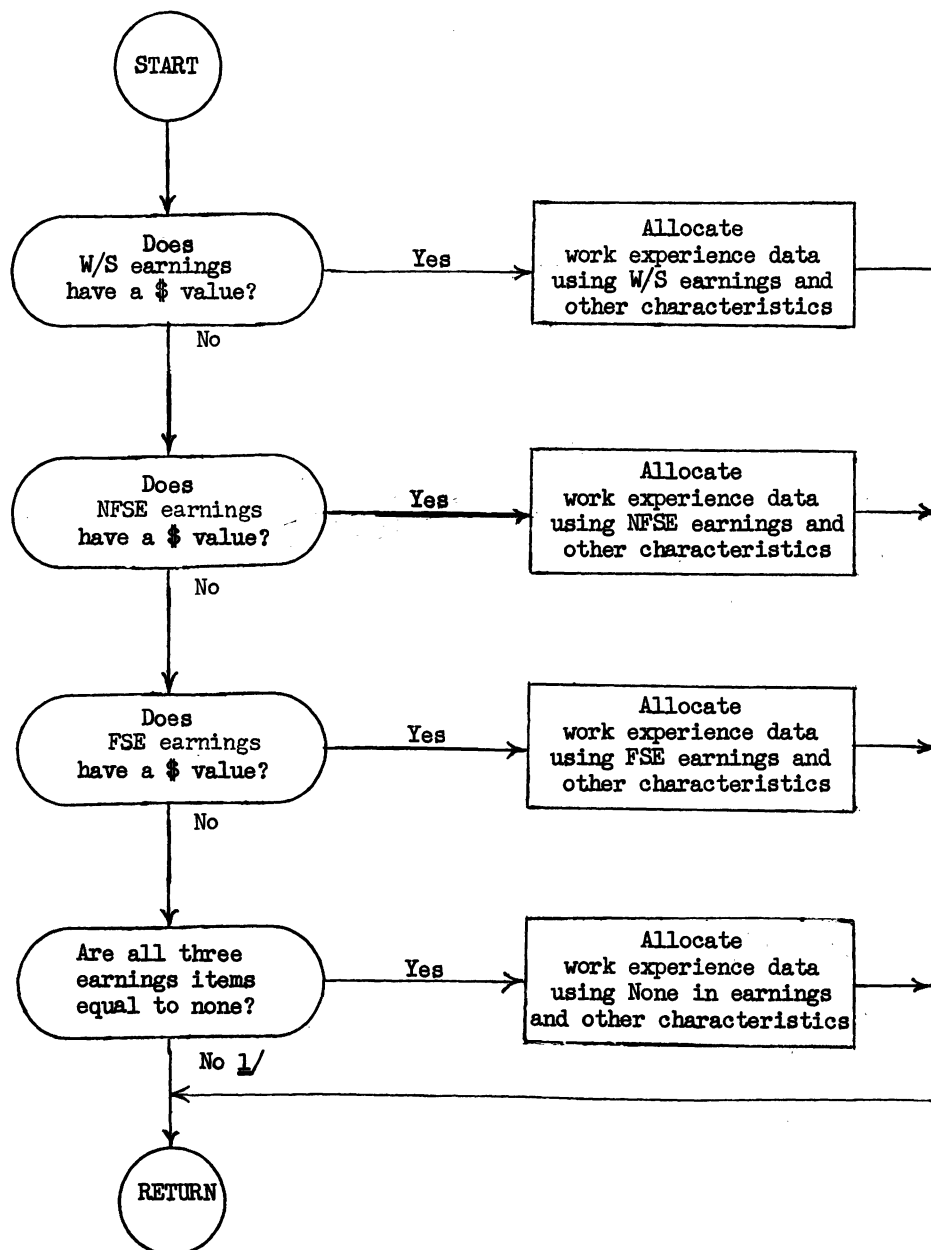 START
Does
W/S earnings
have a $ value?
Yes
Allocate
work experience data
using W/S earnings and
other characteristics
No
Does
NFSE earnings
have a $ value?
Yes
Allocate
work experience data
using NFSE earnings and
other characteristics
No
Does
FSE earnings
have a $ value?
Yes
Allocate
work experience data
using FSE earnings and
other characteristics
No
Are all three
earnings items
equal to none?
Yes
Allocate
work experience data
using None in earnings
and other characteristics
No 1/
RETURN